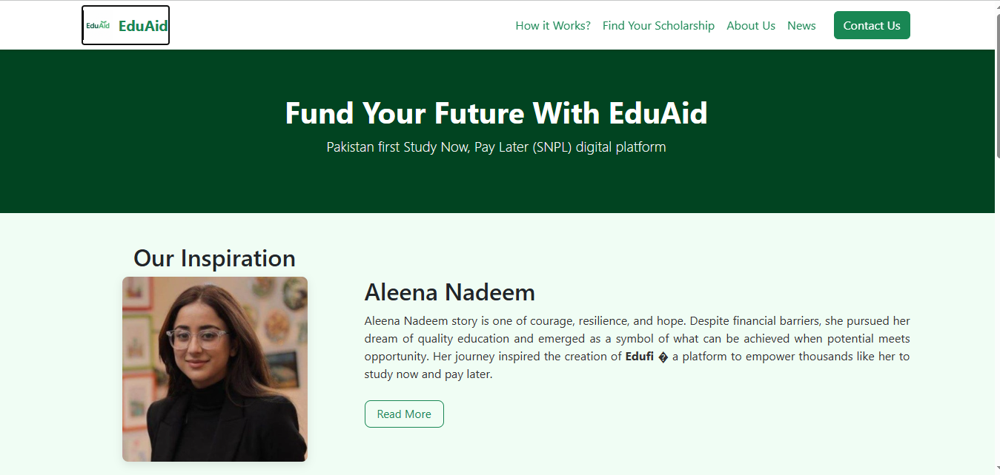 EduAid EduAid How it Works? Find Your Scholarship About Us News Contact Us
Fund Your Future With EduAid
Pakistan first Study Now, Pay Later (SNPL) digital platform
Our Inspiration
Aleena Nadeem
Aleena Nadeem story is one of courage, resilience, and hope. Despite financial barriers, she pursued her
dream of quality education and emerged as a symbol of what can be achieved when potential meets
opportunity. Her journey inspired the creation of Edufi � a platform to empower thousands like her to
study now and pay later.
Read More